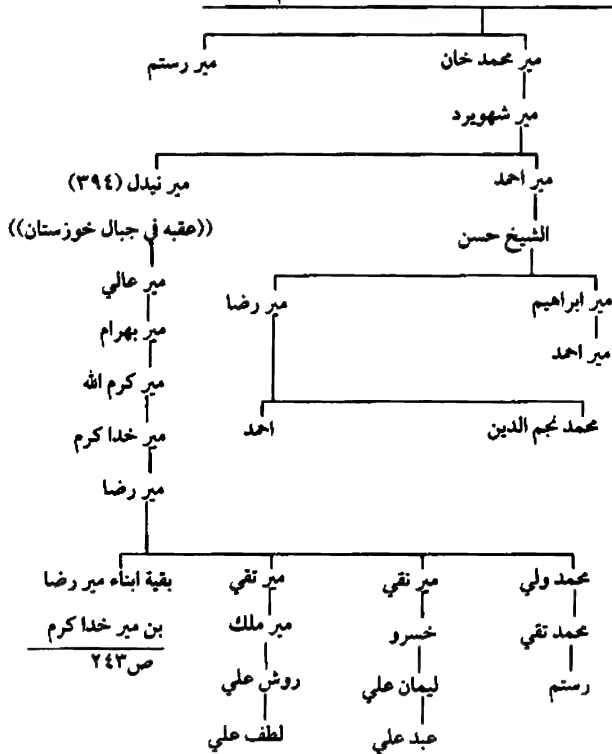 مير محمد خان مير رستم
مير شهويرد
مير احمد مير نيدل (٣٩٤)
الشيخ حسن ((عقبه في جبال خوزستان))
مير ابراهيم مير رضا مير عالي
مير احمد مير بهرام
مير كرم الله
محمد نجم الدين احمد مير خدا كرم
مير رضا
محمد ولي مير نقي مير تقي بقية ابناء مير رضا
محمد تقي خسرو مير ملك بن مير خدا كرم
رستم ليمان علي روش علي ص٢٤٣
عبد علي لطف علي